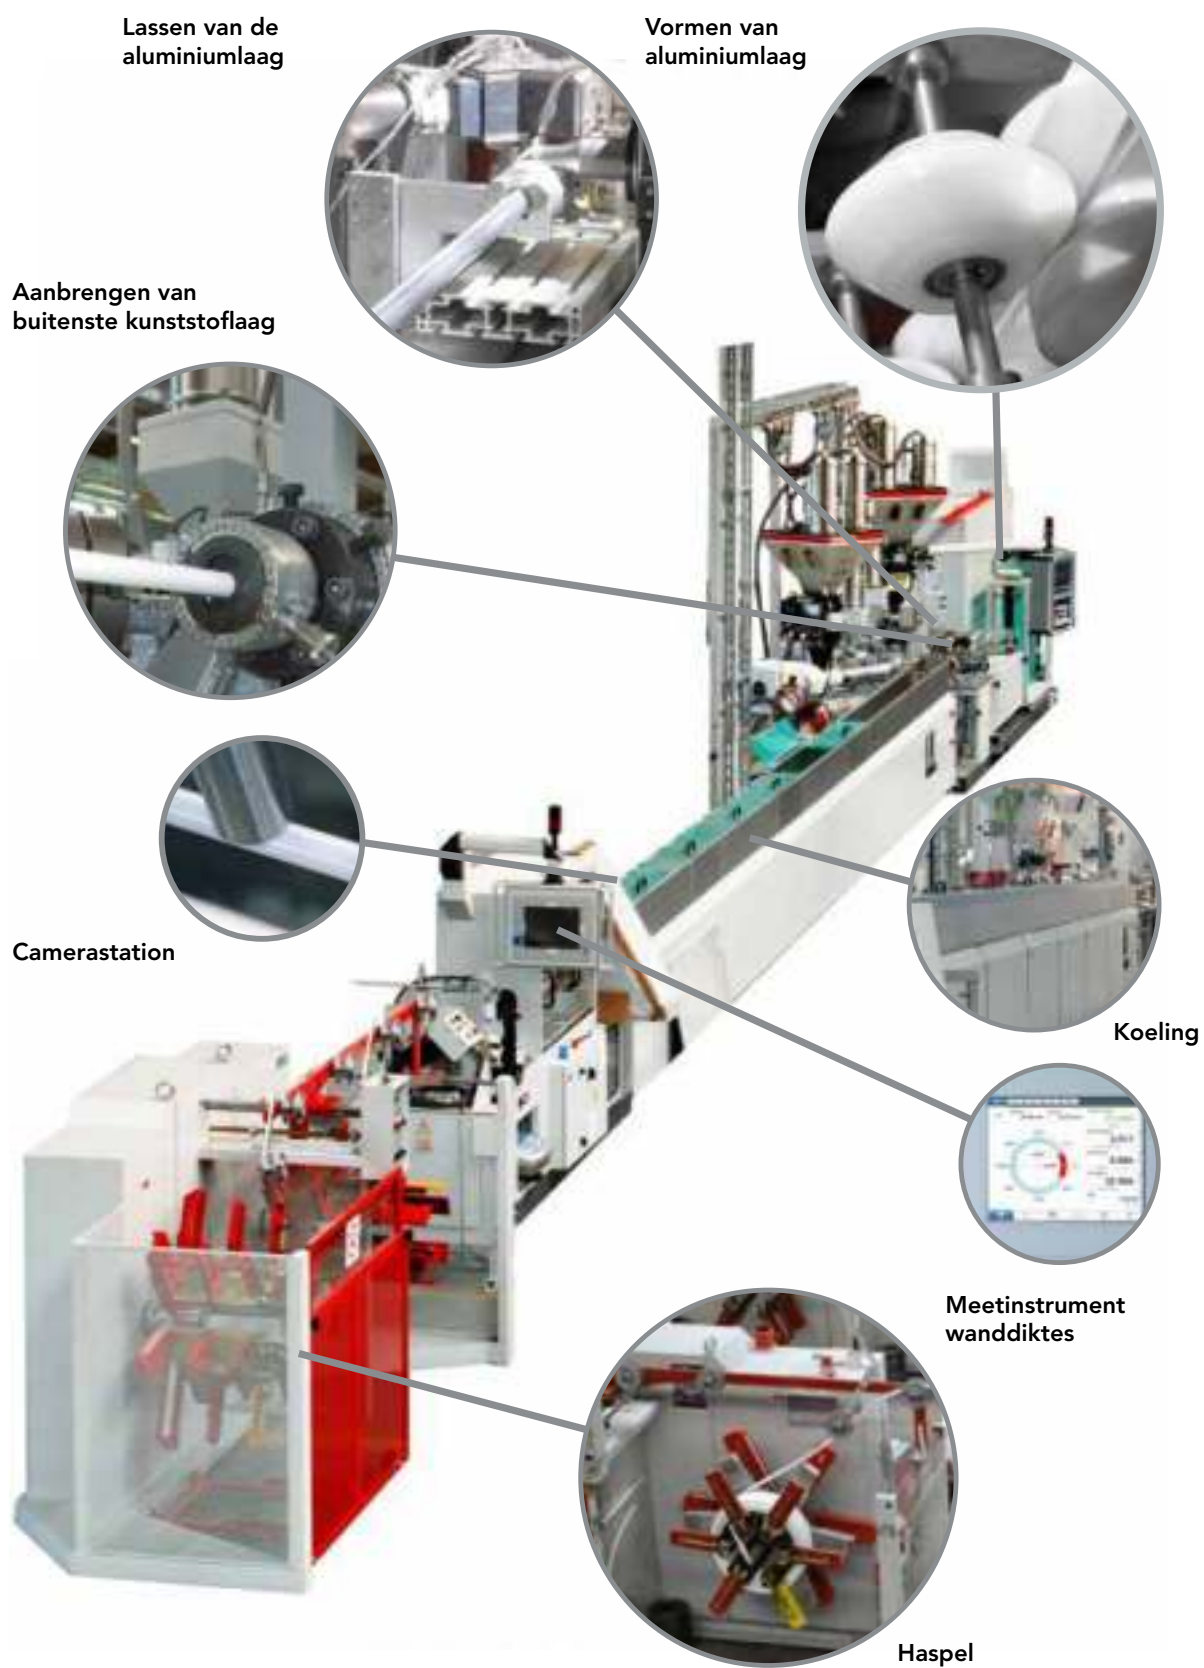 Lassen van de
aluminiumlaag
Vormen van
aluminiumlaag
Aanbrengen van
buitenste kunststoflaag
Camerastation
Koeling
Meetinstrument
wanddiktes
Haspel